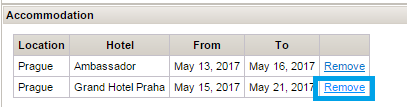 Accommodation
Location Hotel From To
Prague Ambassador May 13, 2017 May 16, 2017 Remove
Prague Grand Hotel Praha May 15, 2017 May 21, 2017 Remove